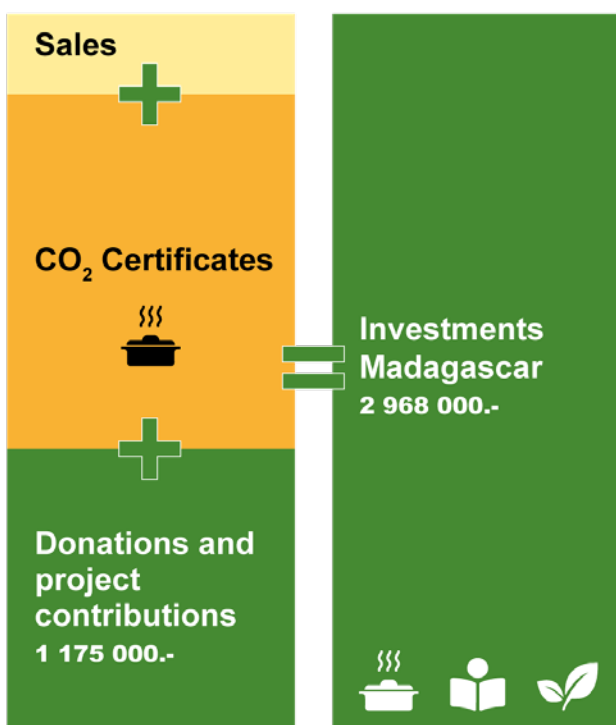 Sales
CO₂ Certificates
Donations and
project
contributions
1 175 000.-
Investments
Madagascar
2 968 000.-